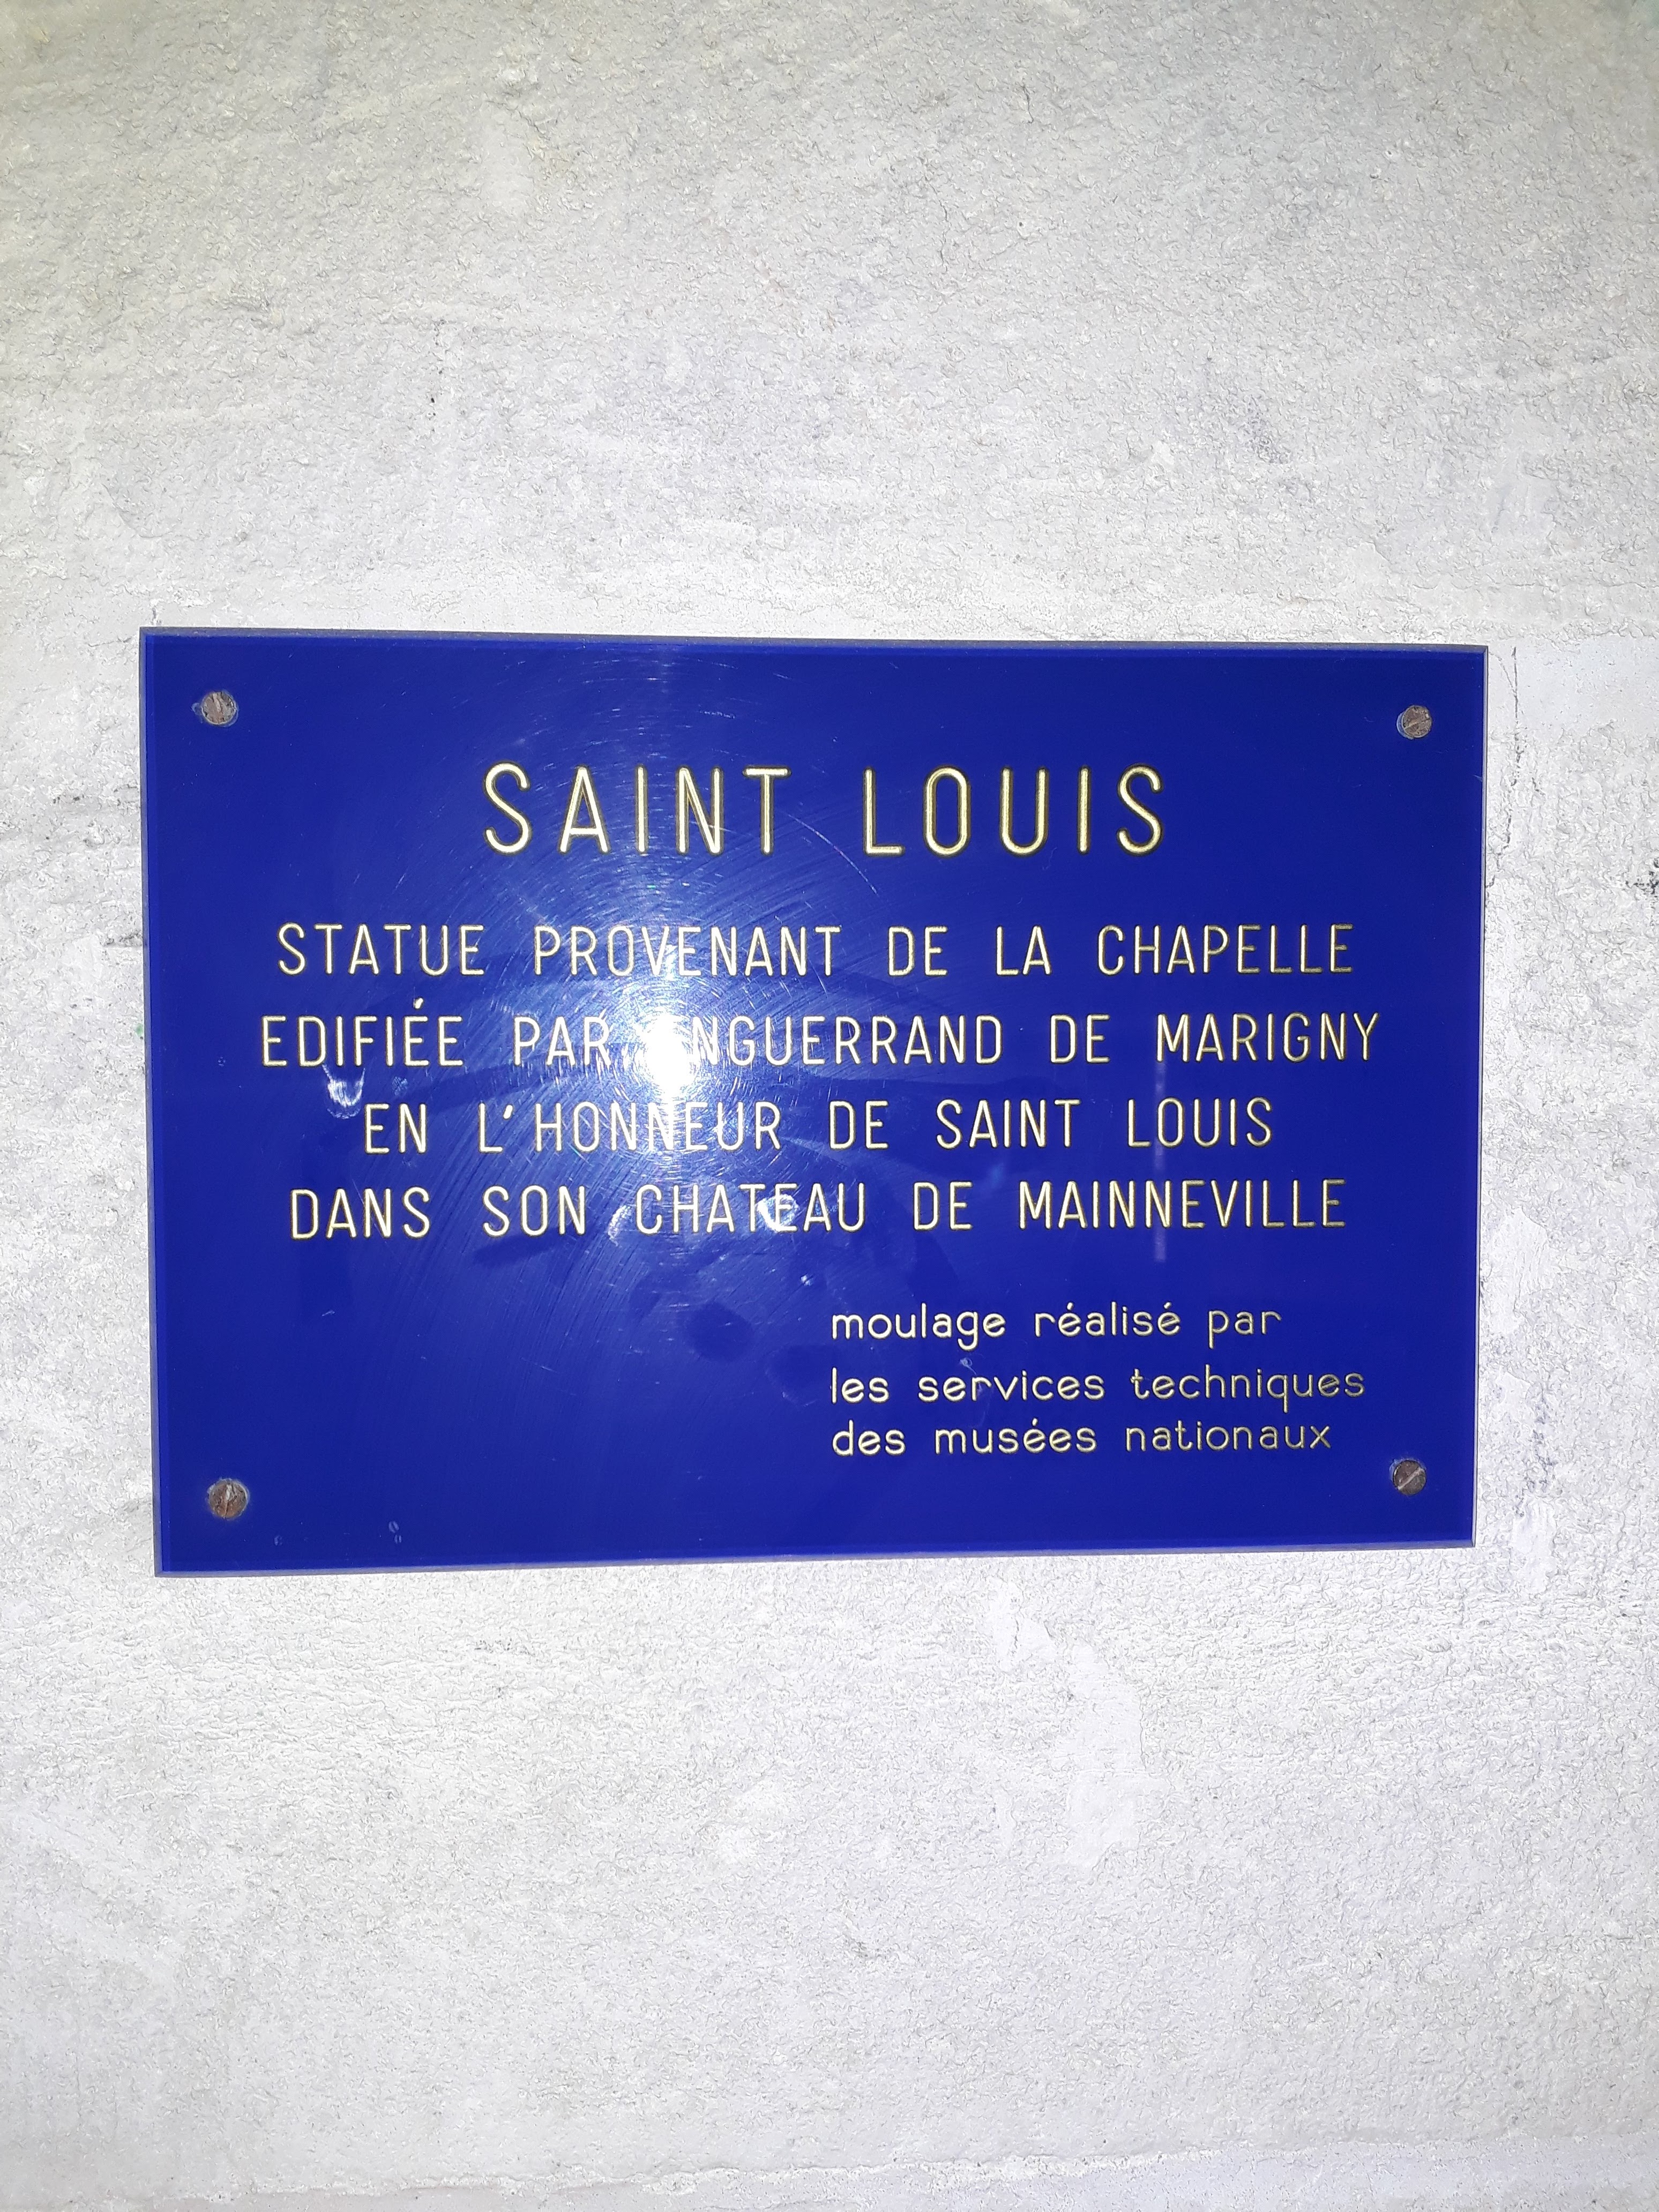 SAINT LOUIS
STATUE PROVENANT DE LA CHAPELLE
EDIFIÉE PAR ENGUERRAND DE MARIGNY
EN L'HONNEUR DE SAINT LOUIS
DANS SON CHATEAU DE MAINNEVILLE
moulage réalisé par
les services techniques
des musées nationaux